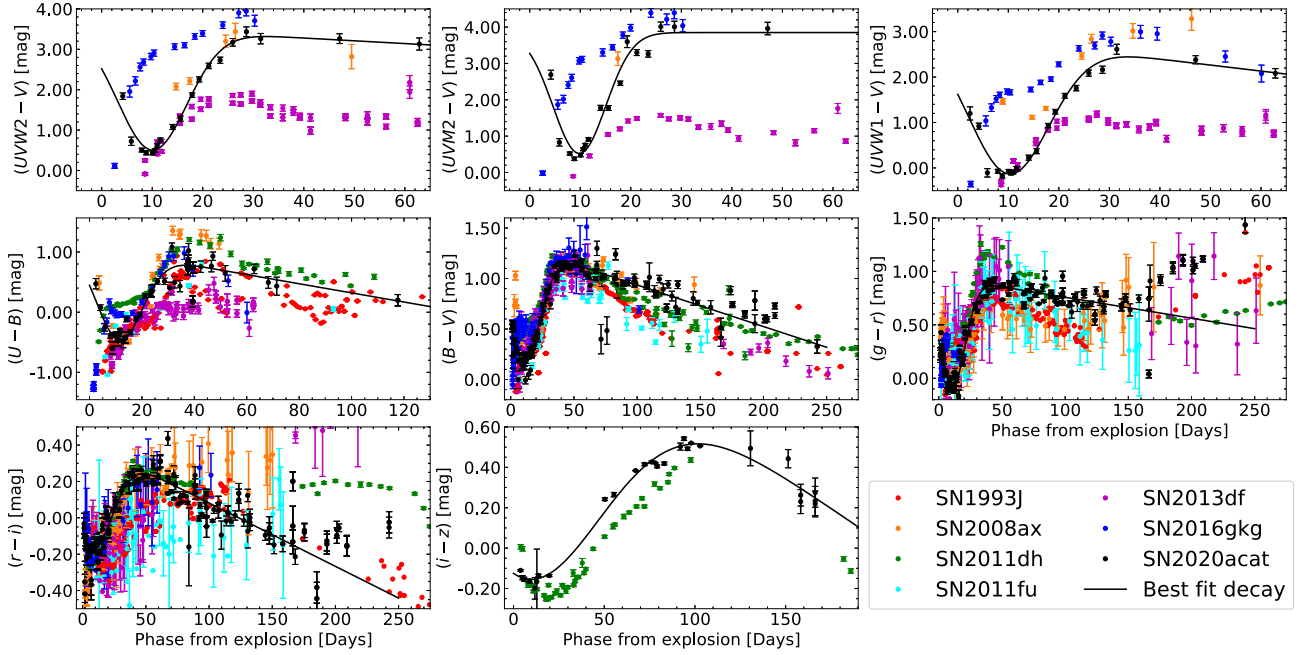 (UVW2 − V) [mag]
4.00
3.00
2.00
1.00
0.00
0 10 20 30 40 50 60
(UVM2 − V) [mag]
4.00
3.00
2.00
1.00
0.00
0 10 20 30 40 50 60
(UVW1 − V) [mag]
3.00
2.00
1.00
0.00
0 10 20 30 40 50 60
(U − B) [mag]
1.00
0.00
-1.00
0 20 40 60 80 100 120
(B − V) [mag]
1.50
1.00
0.50
0.00
0 50 100 150 200 250
(g − r) [mag]
1.50
1.00
0.50
0.00
0 50 100 150 200 250
Phase from explosion [Days]
(r − i) [mag]
0.40
0.20
0.00
-0.20
-0.40
0 50 100 150 200 250
Phase from explosion [Days]
(i − z) [mag]
0.60
0.40
0.20
0.00
-0.20
0 50 100 150
Phase from explosion [Days]
SN1993J
SN2008ax
SN2011dh
SN2011fu
SN2013df
SN2016gkg
SN2020acat
Best fit decay